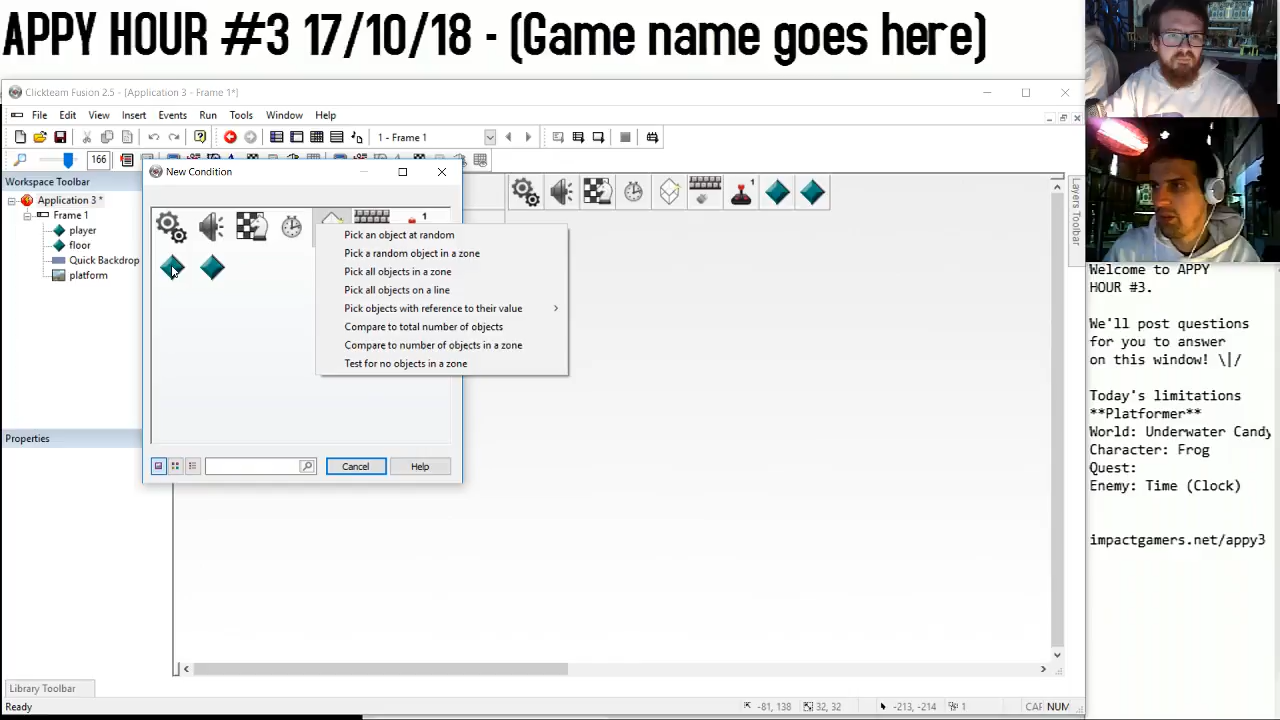 APPY HOUR #3 17/10/18 - (Game name goes here)
Clickteam Fusion 2.5 - [Application 3 - Frame 1*]
File Edit View Insert Events Run Tools Window Help
1 - Frame 1
166
Workspace Toolbar
Application 3 *
Frame 1
player
floor
Quick Backdrop
platform
Properties
Library Toolbar
Ready
New Condition
1
Pick an object at random
Pick a random object in a zone
Pick all objects in a zone
Pick all objects on a line
Pick objects with reference to their value
Compare to total number of objects
Compare to number of objects in a zone
Test for no objects in a zone
Cancel
Help
1
Layers Toolbar
-81, 138
32, 32
-213, -214
1
CAF NUM
Welcome to APPY
HOUR #3.
We'll post questions
for you to answer
on this window! \|/
Today's limitations
**Platformer**
World: Underwater Candy
Character: Frog
Quest:
Enemy: Time (Clock)
impactgamers.net/appy3